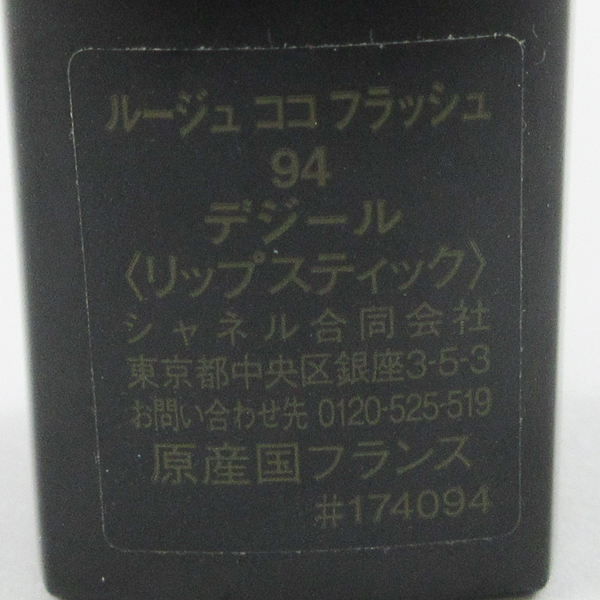 ルージュ ココ フラッシュ
94
デジール
〈リップスティック〉
シャネル合同会社
東京都中央区銀座3-5-3
お問い合わせ先 0120-525-519
原産国フランス
#174094